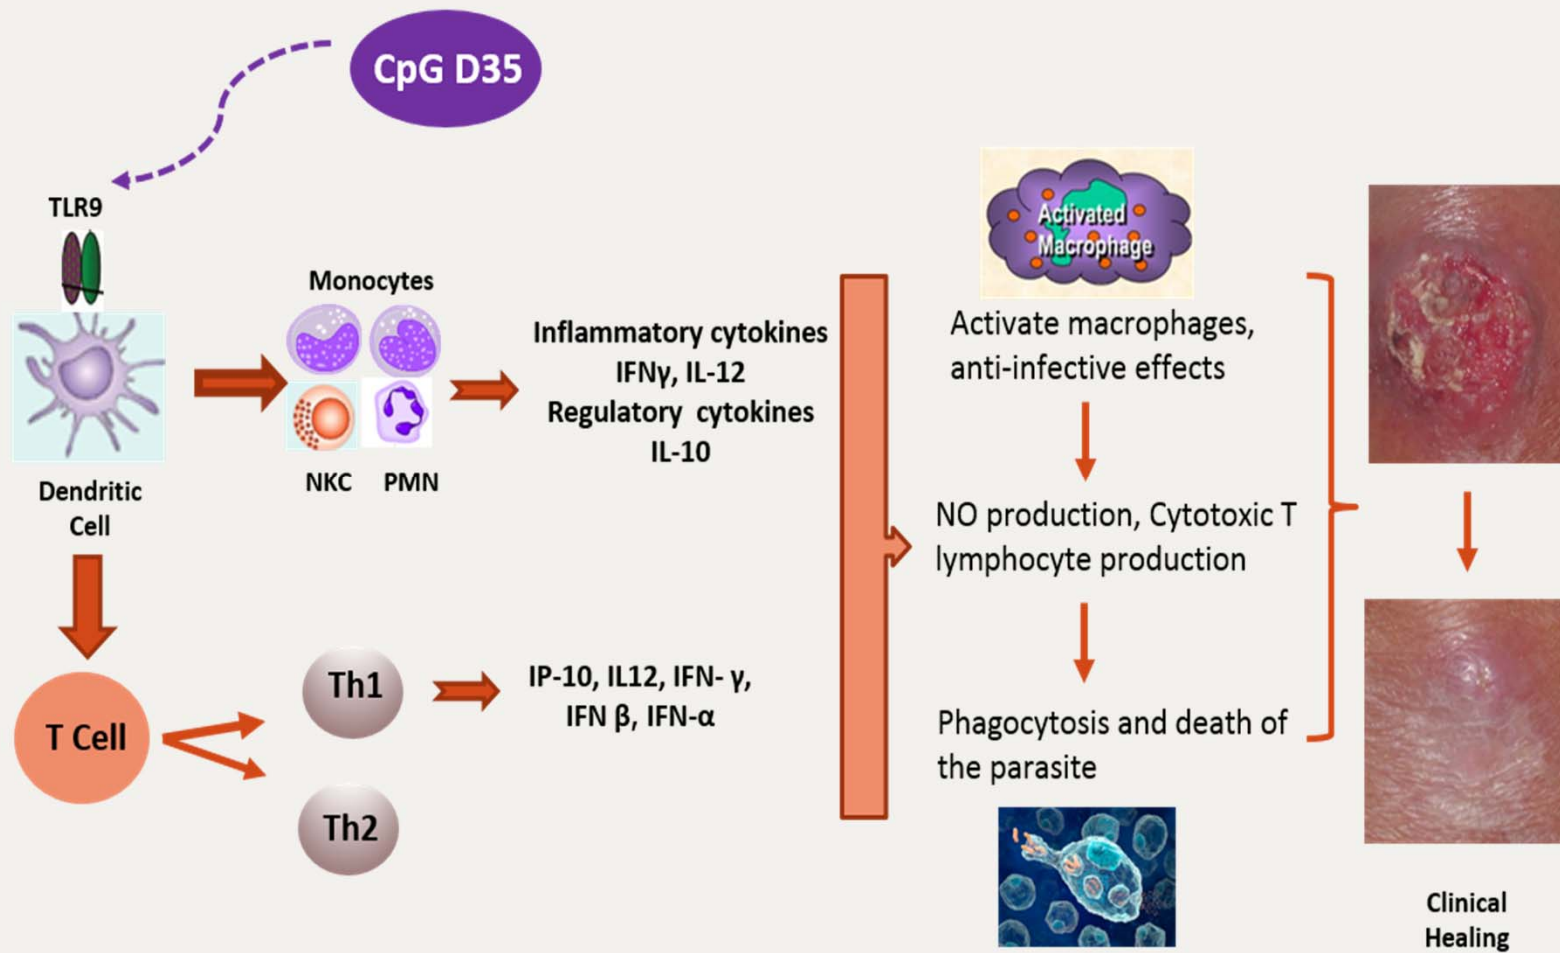 CpG D35
TLR9
Dendritic
Cell
Monocytes
NKC PMN
Inflammatory cytokines
IFNγ, IL-12
Regulatory cytokines
IL-10
T Cell
Th1
Th2
IP-10, IL12, IFN- γ,
IFN β, IFN-α
Activated
Macrophage
Activate macrophages,
anti-infective effects
NO production, Cytotoxic T
lymphocyte production
Phagocytosis and death of
the parasite
Clinical
Healing